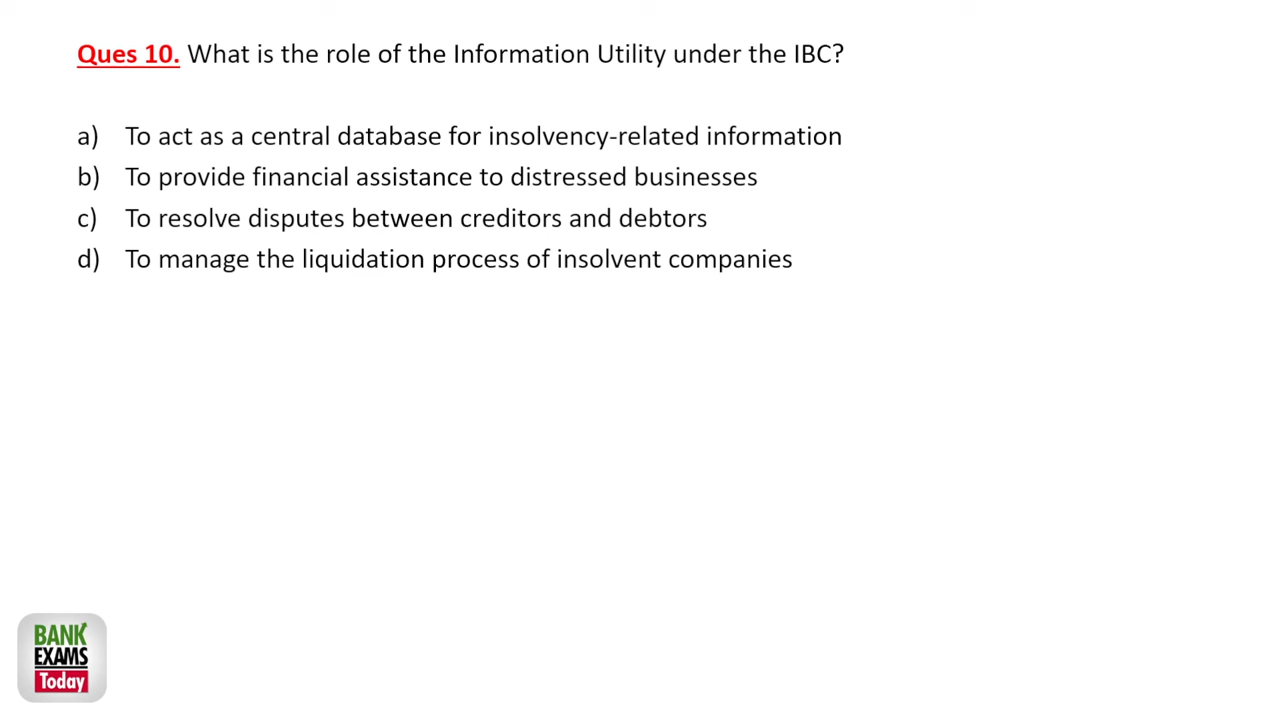 Ques 10. What is the role of the Information Utility under the IBC?
a) To act as a central database for insolvency-related information
b) To provide financial assistance to distressed businesses
c) To resolve disputes between creditors and debtors
d) To manage the liquidation process of insolvent companies
BANK
EXAMS
Today